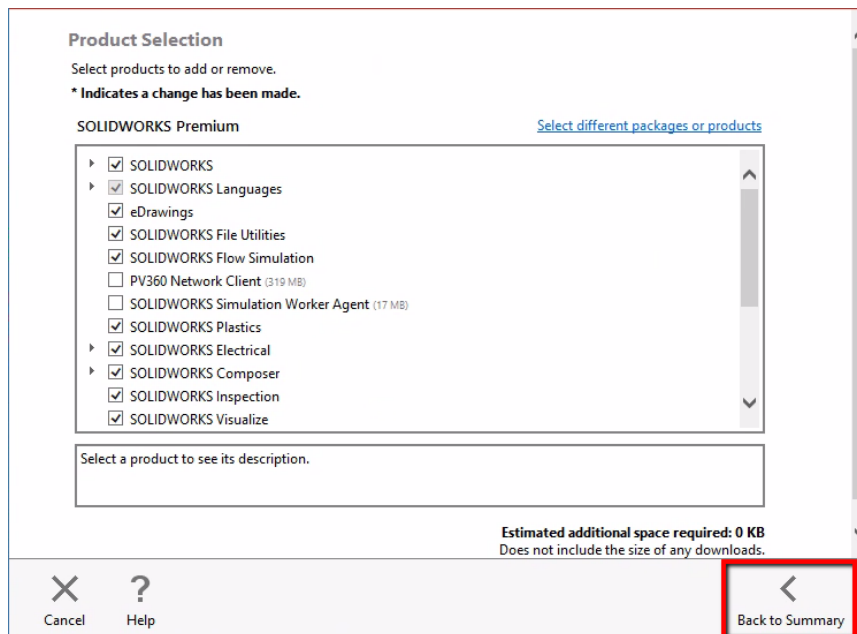 Product Selection
Select products to add or remove.
* Indicates a change has been made.
SOLIDWORKS Premium
Select different packages or products
SOLIDWORKS
SOLIDWORKS Languages
eDrawings
SOLIDWORKS File Utilities
SOLIDWORKS Flow Simulation
PV360 Network Client (319 MB)
SOLIDWORKS Simulation Worker Agent (17 MB)
SOLIDWORKS Plastics
SOLIDWORKS Electrical
SOLIDWORKS Composer
SOLIDWORKS Inspection
SOLIDWORKS Visualize
Select a product to see its description.
Estimated additional space required: 0 KB
Does not include the size of any downloads.
?
Cancel
Help
Back to Summary